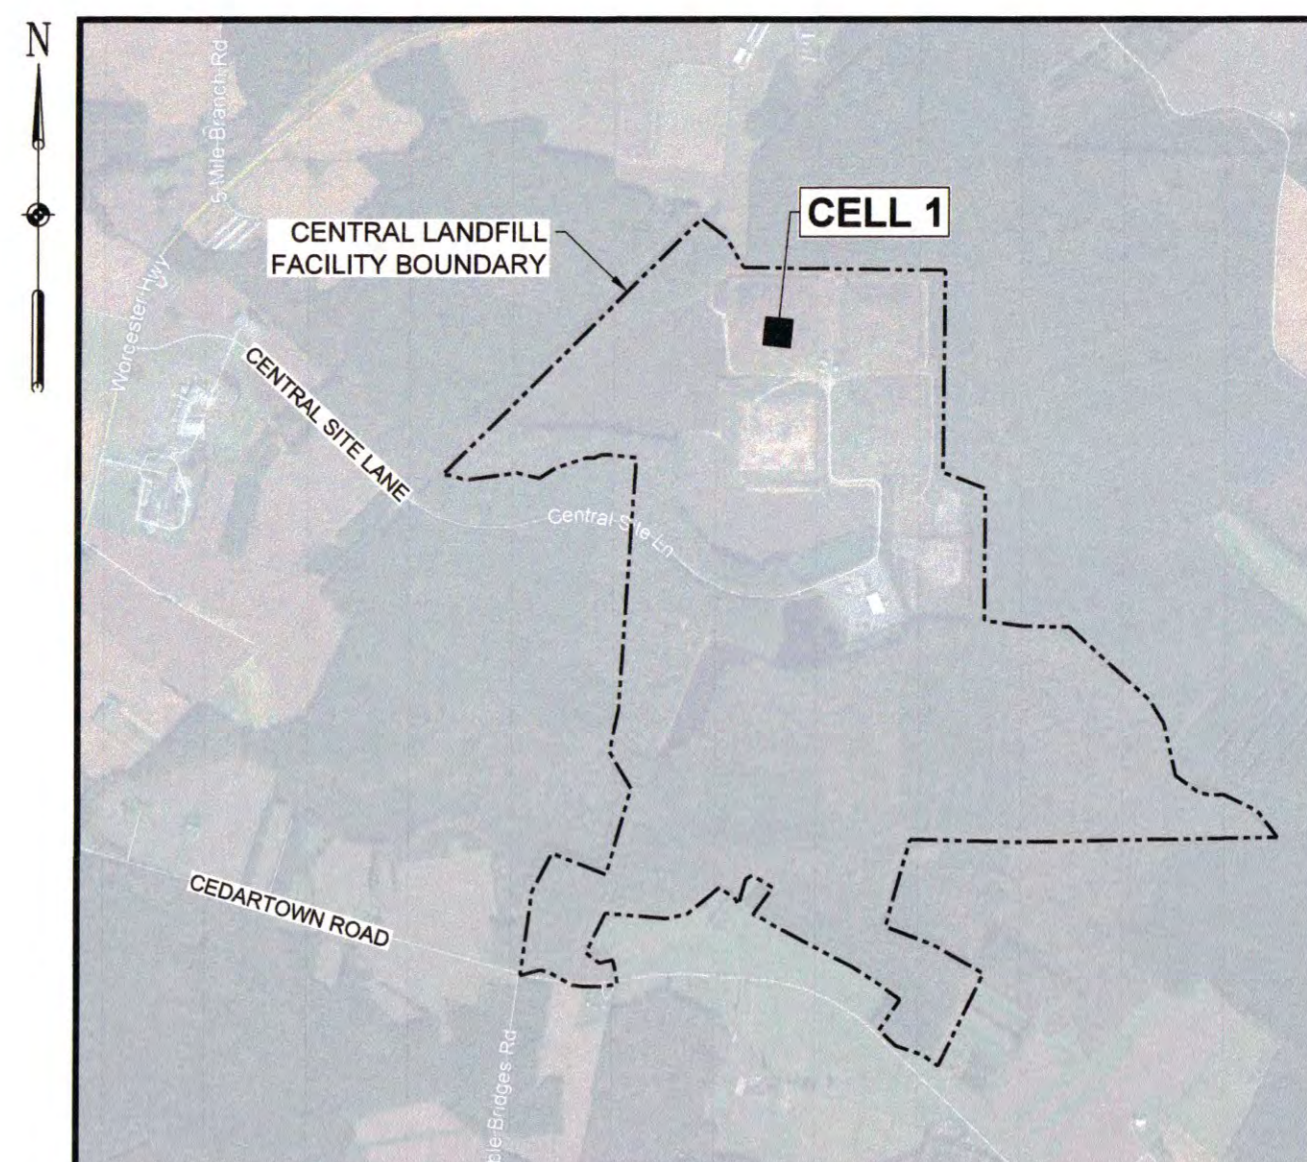 N
5 Mile Branch Rd
CELL 1
CENTRAL LANDFILL
FACILITY BOUNDARY
Worcester Hwy
CENTRAL SITE LANE
Central Site Ln
CEDARTOWN ROAD
Bridges Rd